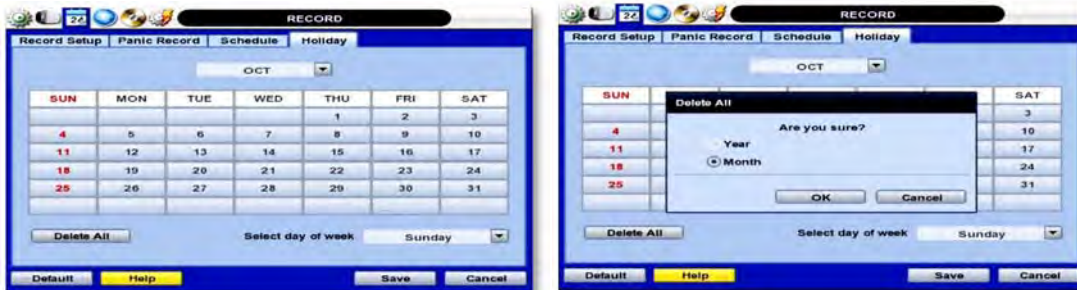 RECORD
Record Setup Panic Record Schedule Holiday
OCT
SUN MON TUE WED THU FRI SAT
1 2 3
4 5 6 7 8 9 10
11 12 13 14 15 16 17
18 19 20 21 22 23 24
25 26 27 28 29 30 31
Delete All Select day of week Sunday
Default Help Save Cancel
RECORD
Record Setup Panic Record Schedule Holiday
OCT
SUN SAT
Delete All
3
Are you sure?
4 10
Year
11 17
Month
18 24
25 31
OK Cancel
Delete All Select day of week Sunday
Default Help Save Cancel